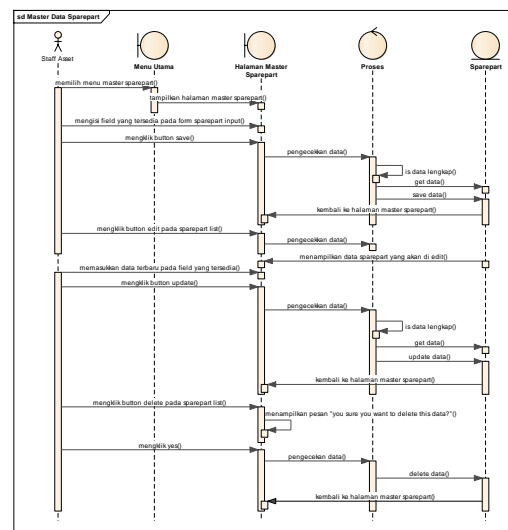 sd Master Data Sparepart
Staff Asset
Menu Utama
Halaman Master
Sparepart
Proses
Sparepart
memilih menu master sparepart()
tampilkan halaman master sparepart()
mengisi field yang tersedia pada form sparepart input()
mengklik button save()
pengecekkan data()
is data lengkap()
get data()
save data()
kembali ke halaman master sparepart()
mengklik button edit pada sparepart list()
pengecekkan data()
menampilkan data sparepart yang akan di edit()
memasukkan data terbaru pada field yang tersedia()
mengklik button update()
pengecekkan data()
is data lengkap()
get data()
update data()
kembali ke halaman master sparepart()
mengklik button delete pada sparepart list()
menampilkan pesan "you sure you want to delete this data?"()
mengklik yes()
pengecekan data()
delete data()
kembali ke halaman master sparepart()